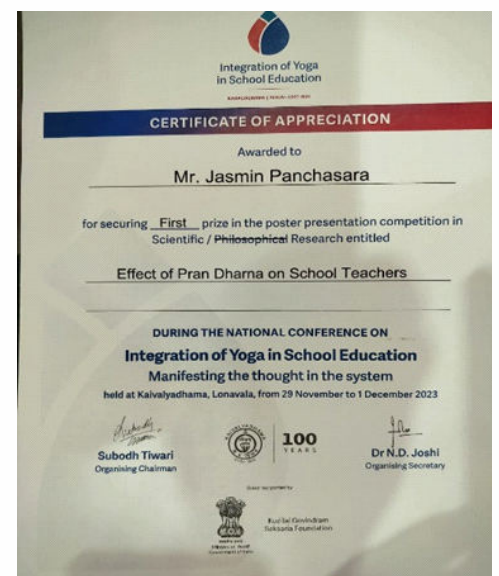 Integration of Yoga
in School Education
CERTIFICATE OF APPRECIATION
Awarded to
Mr. Jasmin Panchasara
for securing First prize in the poster presentation competition in
Scientific / Philosophical Research entitled
Effect of Pran Dharna on School Teachers
DURING THE NATIONAL CONFERENCE ON
Integration of Yoga in School Education
Manifesting the thought in the system
held at Kaivalyadhama, Lonavala, from 29 November to 1 December 2023
Subodh Tiwari
Organising Chairman
100
YEARS
Dr N.D. Joshi
Organising Secretary
Government of India
Govindram
Seksaria Foundation